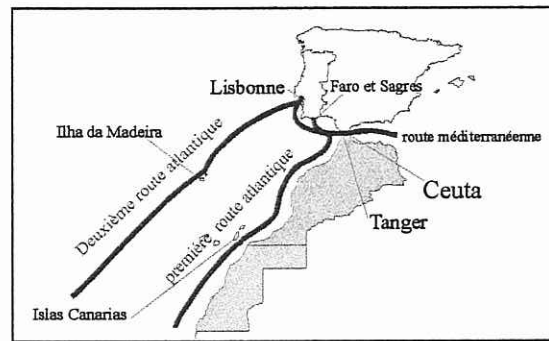 Lisbonne
Faro et Sagres
Ilha da Madeira
route méditerranéenne
Deuxième route atlantique
première route atlantique
Ceuta
Tanger
Islas Canarias